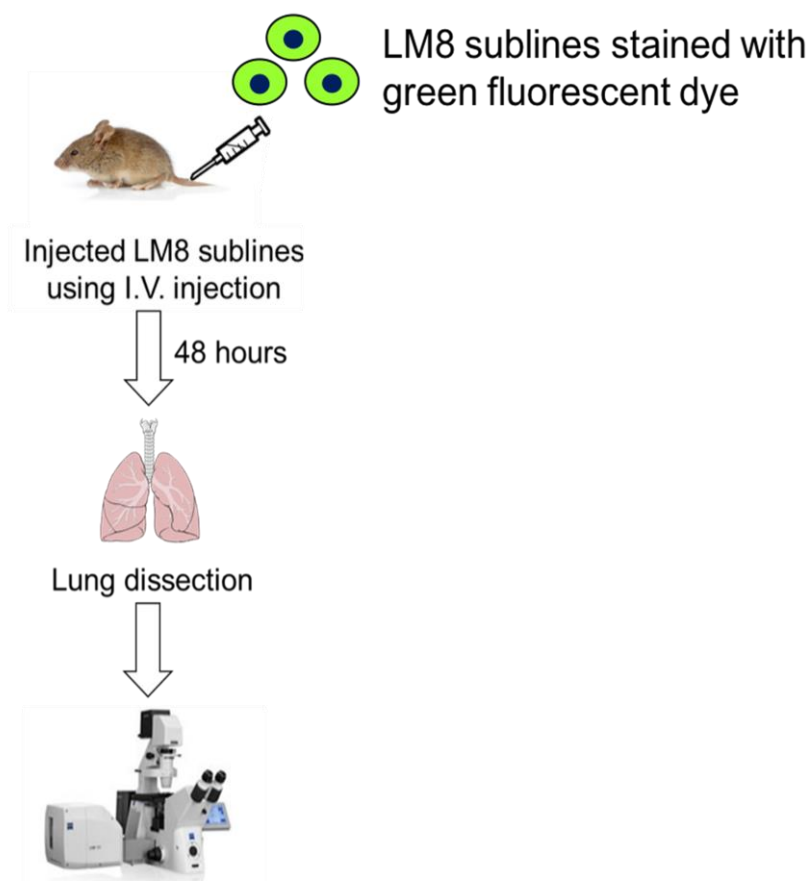 LM8 sublines stained with
green fluorescent dye
Injected LM8 sublines
using I.V. injection
48 hours
Lung dissection